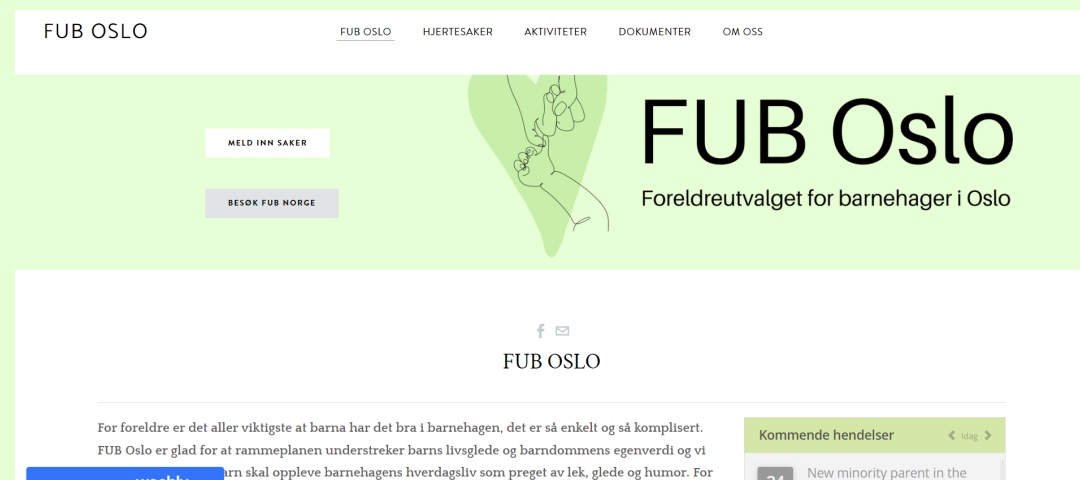 FUB OSLO
FUB OSLO HJERTESAKER AKTIVITETER DOKUMENTER OM OSS
MELD INN SAKER
BESØK FUB NORGE
FUB Oslo
Foreldreutvalget for barnehager i Oslo
FUB OSLO
For foreldre er det aller viktigste at barna har det bra i barnehagen, det er så enkelt og så komplisert.
FUB Oslo er glad for at rammeplanen understreker barns livsglede og barndommens egenverdi og vi
skal oppleve barnehagens hverdagsliv som preget av lek, glede og humor. For
Kommende hendelser
Idag
New minority parent in the